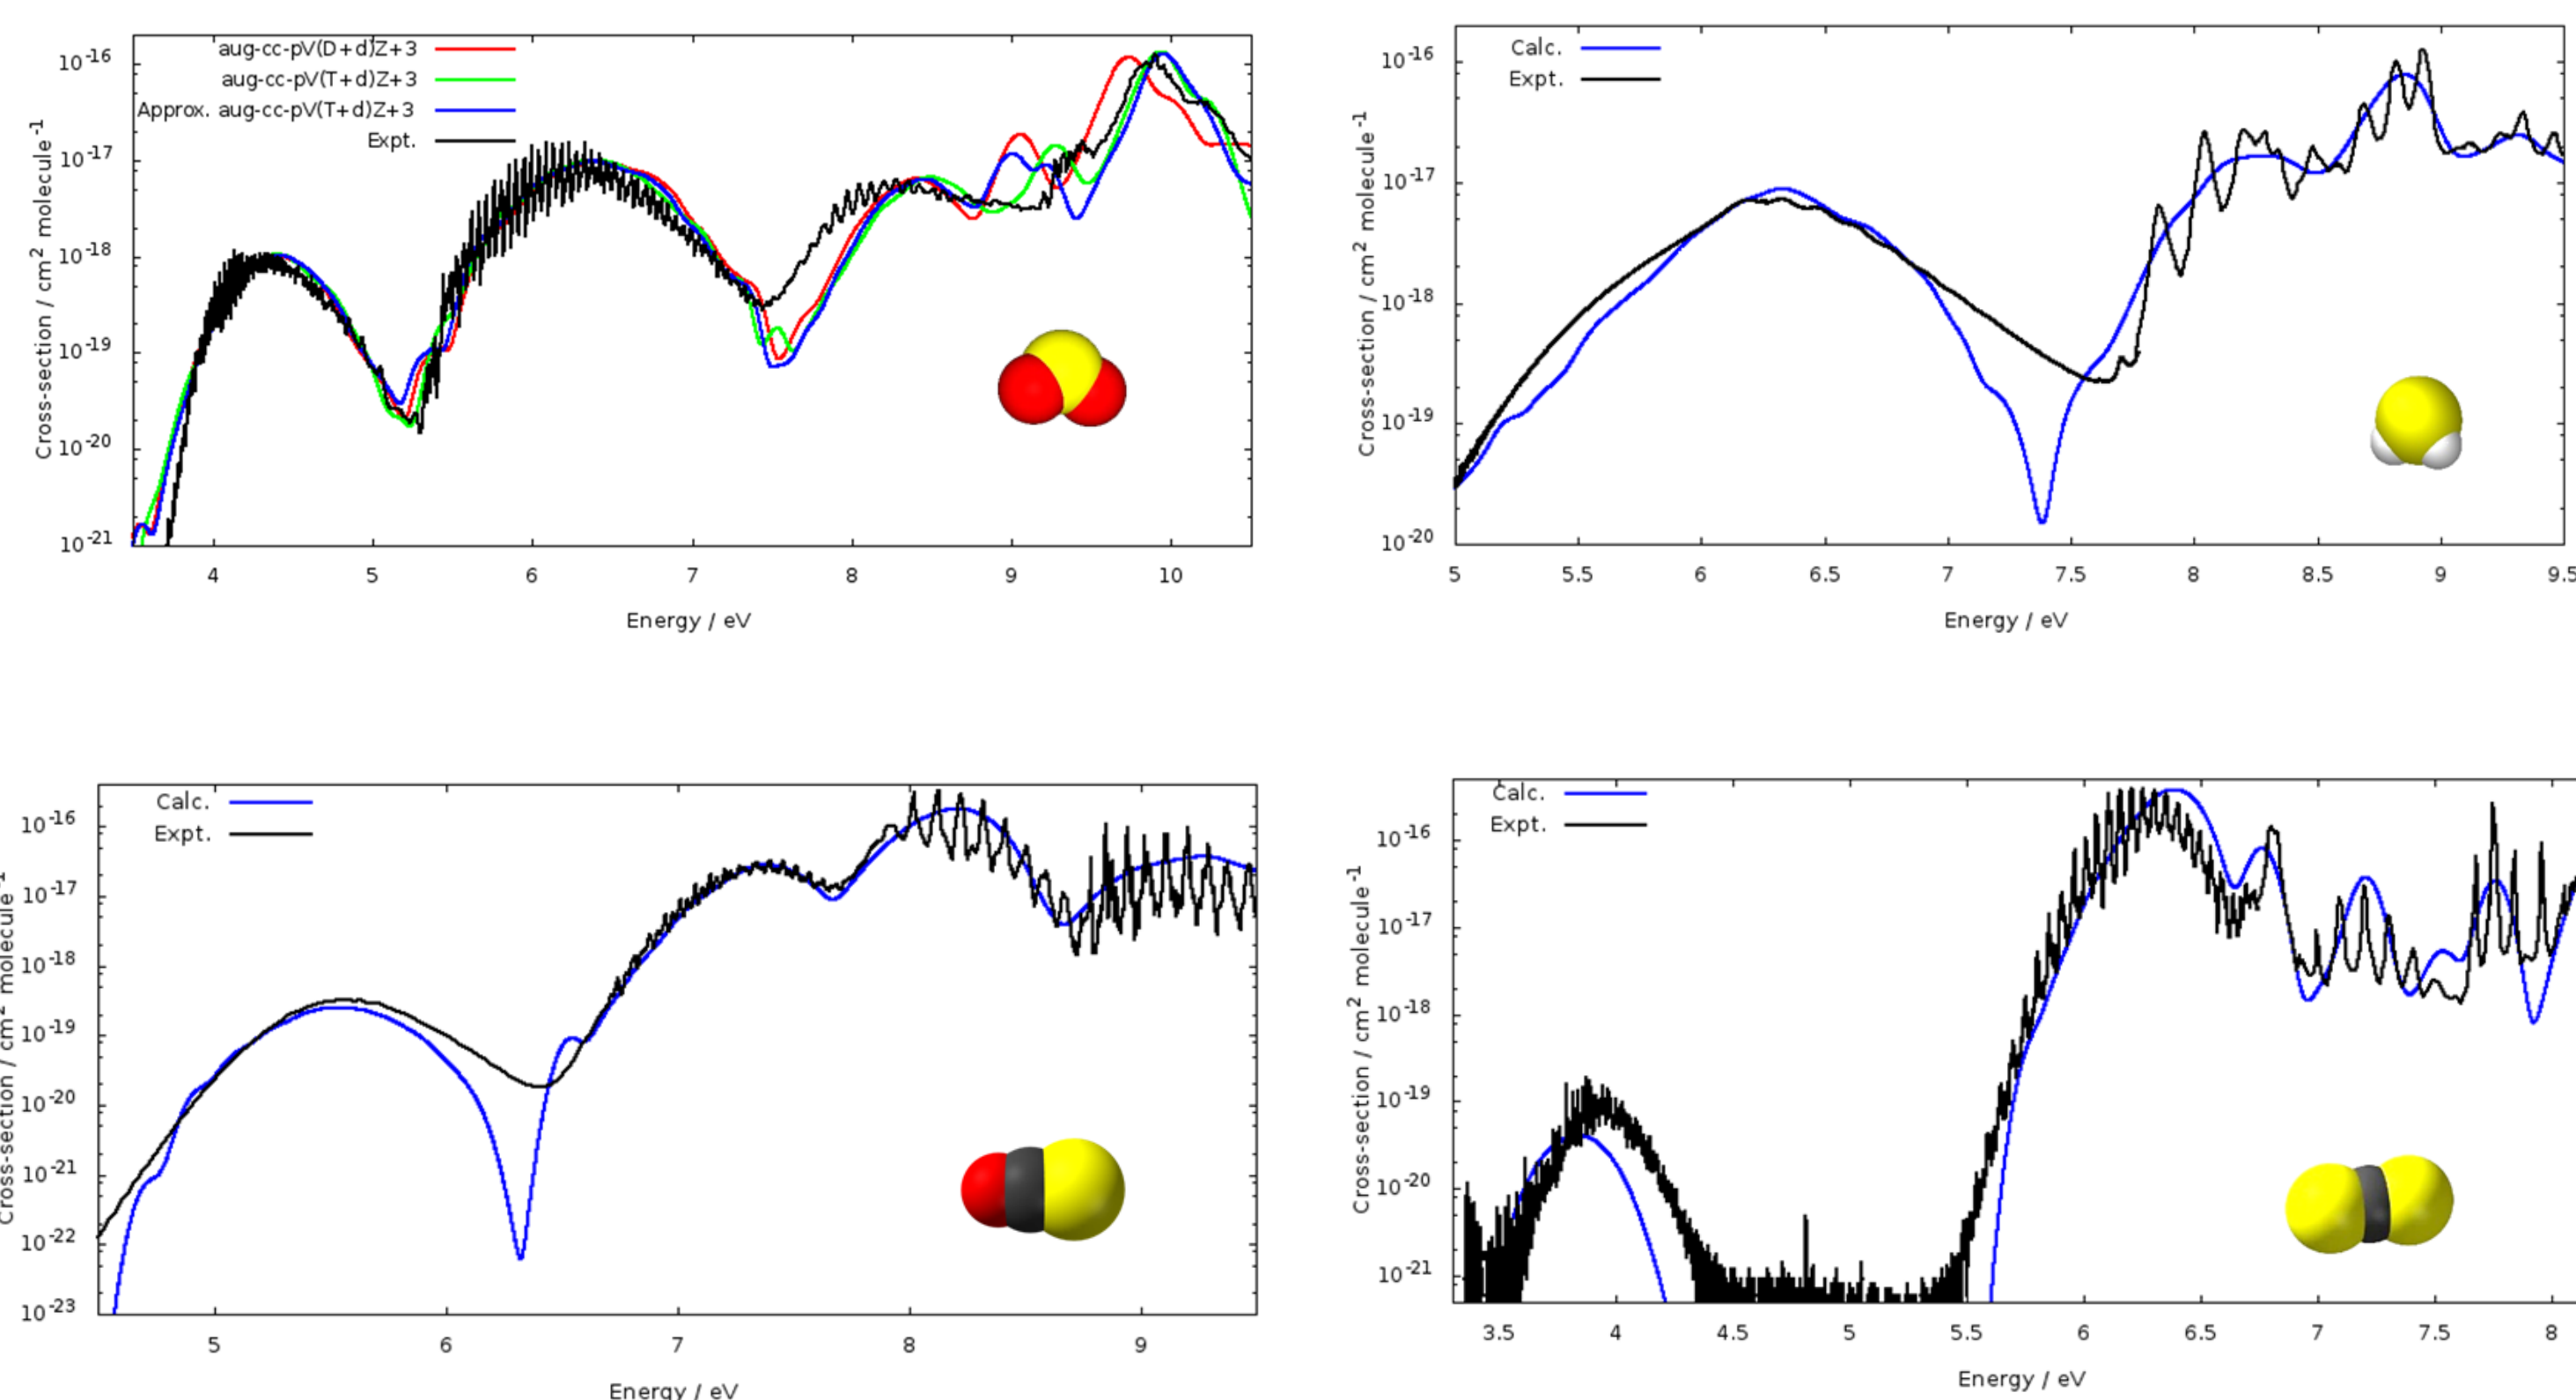 aug-cc-pV(D+d)Z+3
aug-cc-pV(T+d)Z+3
Approx. aug-cc-pV(T+d)Z+3
Expt.
Cross-section / cm² molecule⁻¹
10⁻¹⁶
10⁻¹⁷
10⁻¹⁸
10⁻¹⁹
10⁻²⁰
10⁻²¹
4 5 6 7 8 9 10
Energy / eV
Calc.
Expt.
Cross-section / cm² molecule⁻¹
10⁻¹⁶
10⁻¹⁷
10⁻¹⁸
10⁻¹⁹
10⁻²⁰
5 5.5 6 6.5 7 7.5 8 8.5 9 9.5
Energy / eV
Calc.
Expt.
Cross-section / cm² molecule⁻¹
10⁻¹⁶
10⁻¹⁷
10⁻¹⁸
10⁻¹⁹
10⁻²⁰
10⁻²¹
10⁻²²
10⁻²³
5 6 7 8 9
Energy / eV
Calc.
Expt.
Cross-section / cm² molecule⁻¹
10⁻¹⁶
10⁻¹⁷
10⁻¹⁸
10⁻¹⁹
10⁻²⁰
10⁻²¹
3.5 4 4.5 5 5.5 6 6.5 7 7.5 8
Energy / eV